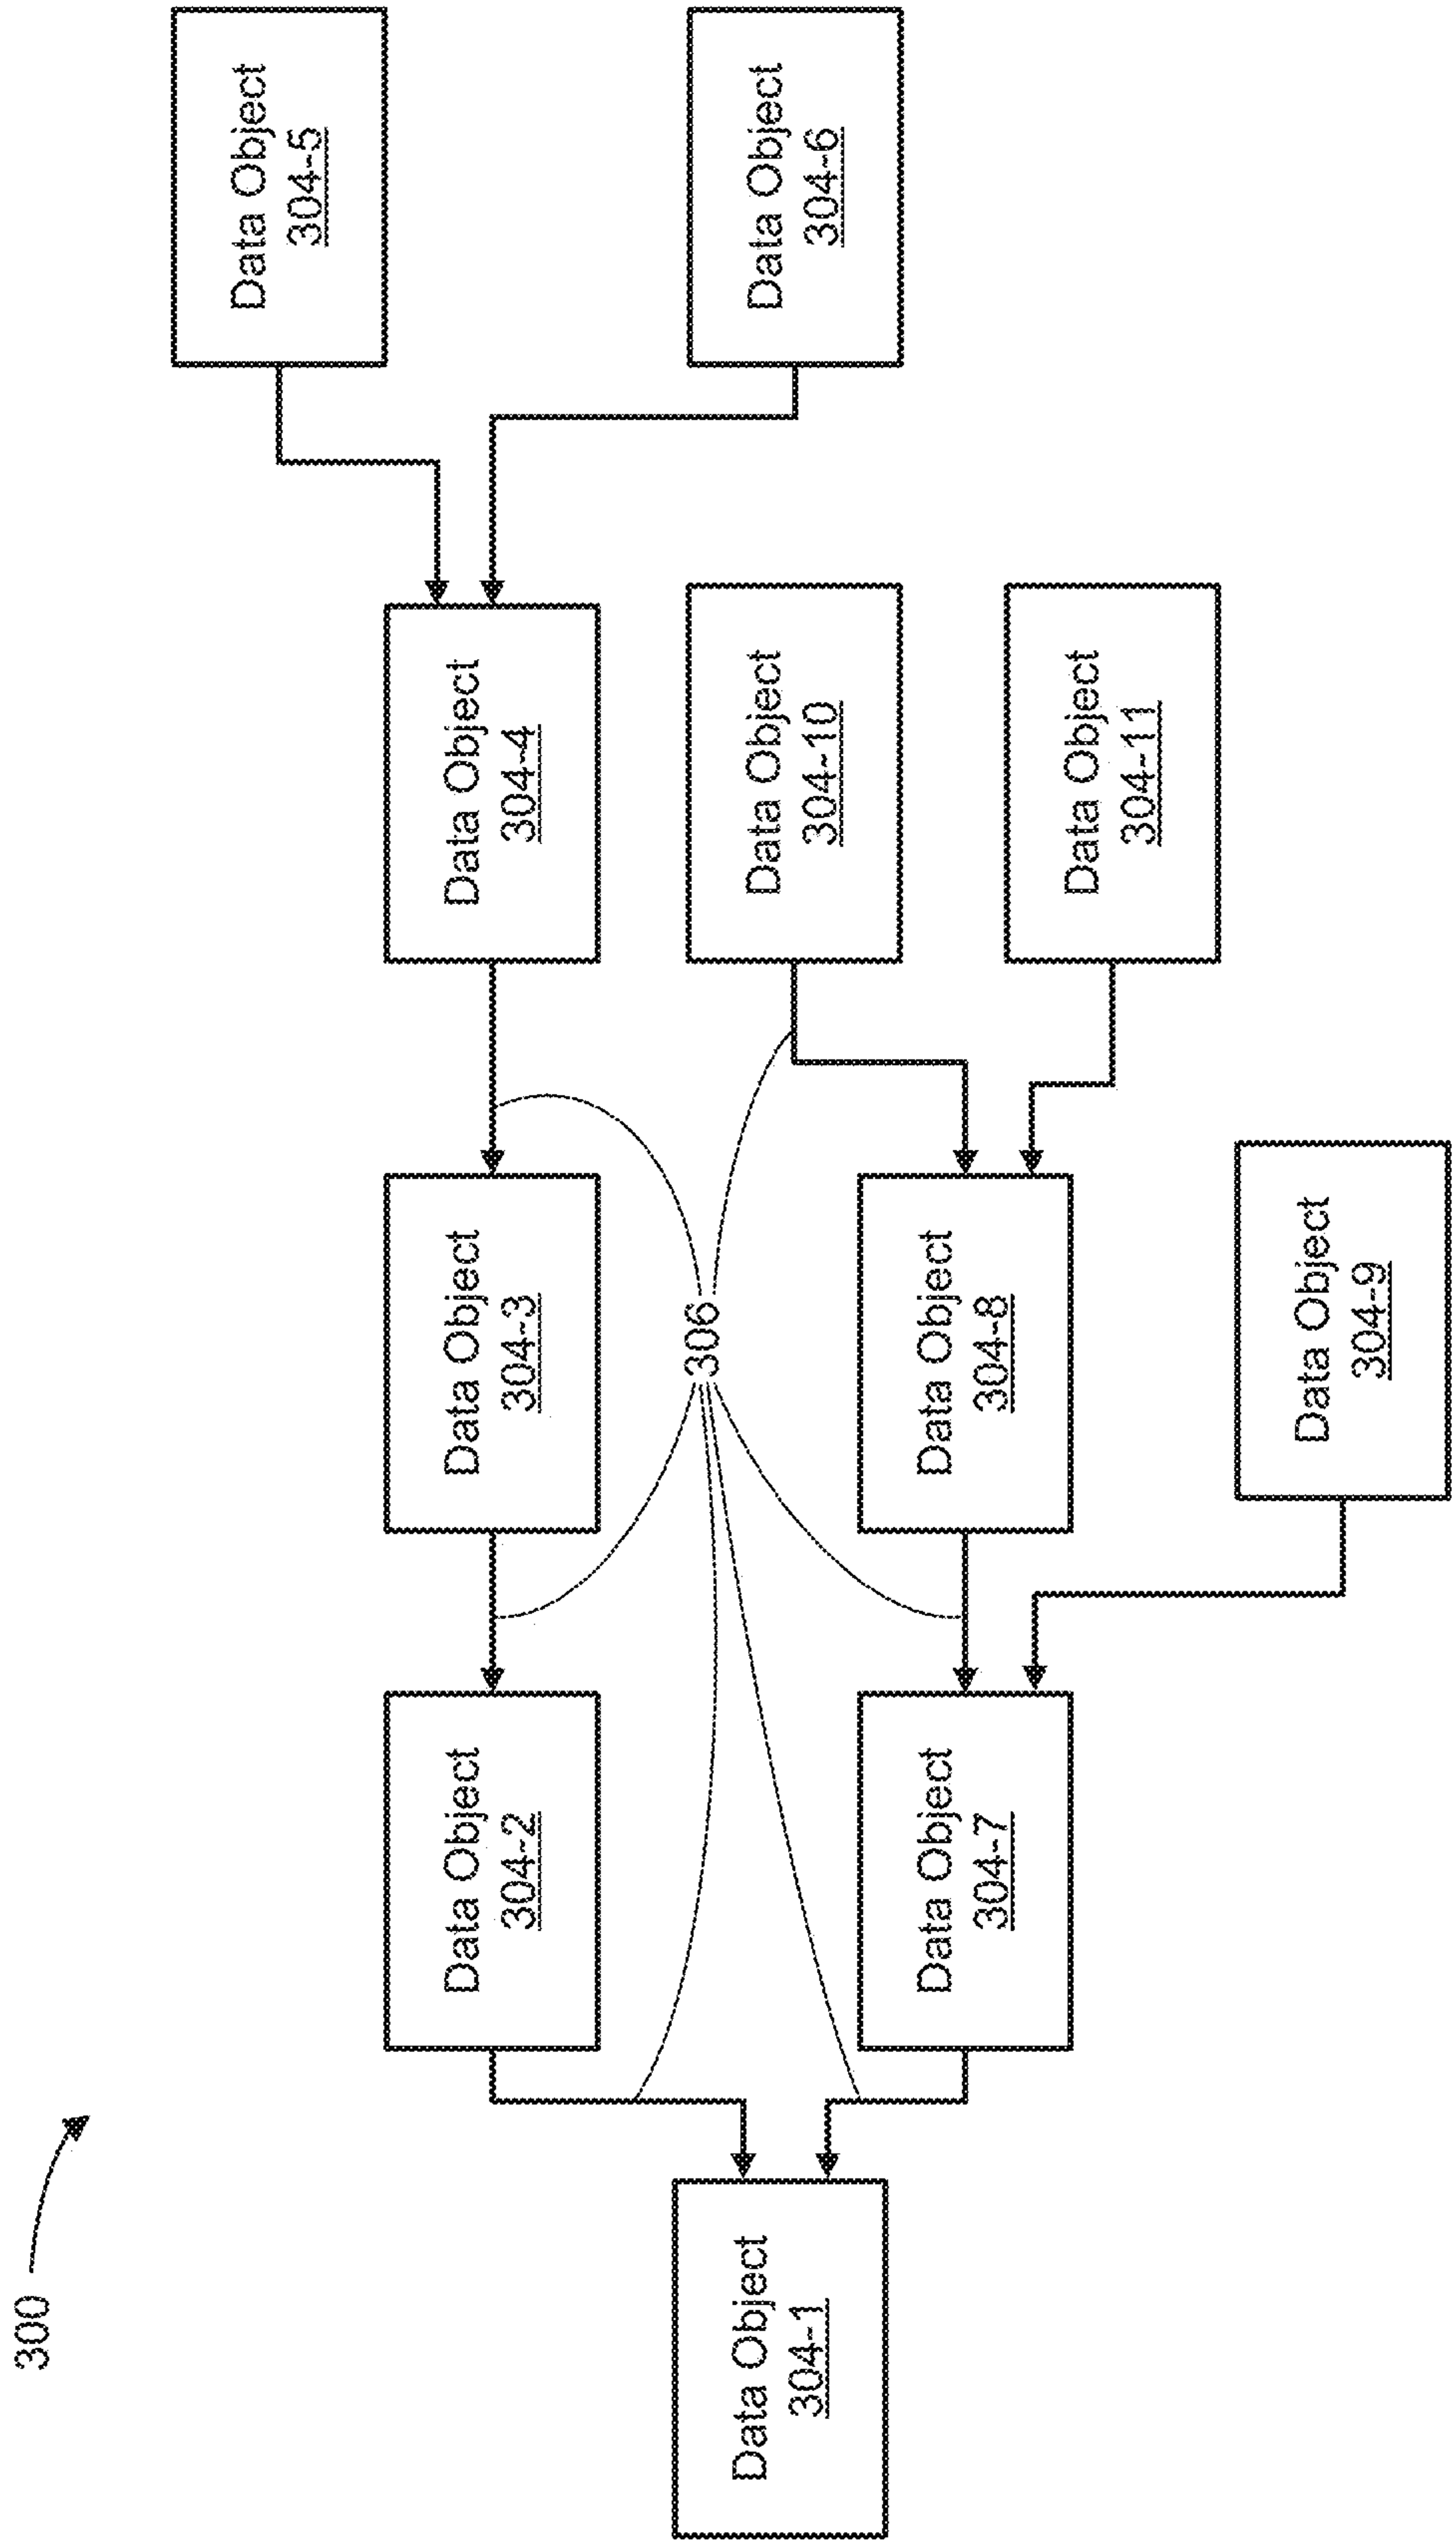 300
Data Object
304-5
Data Object
304-4
Data Object
304-3
Data Object
304-2
Data Object
304-6
Data Object
304-10
306
Data Object
304-1
Data Object
304-11
Data Object
304-8
Data Object
304-7
Data Object
304-9